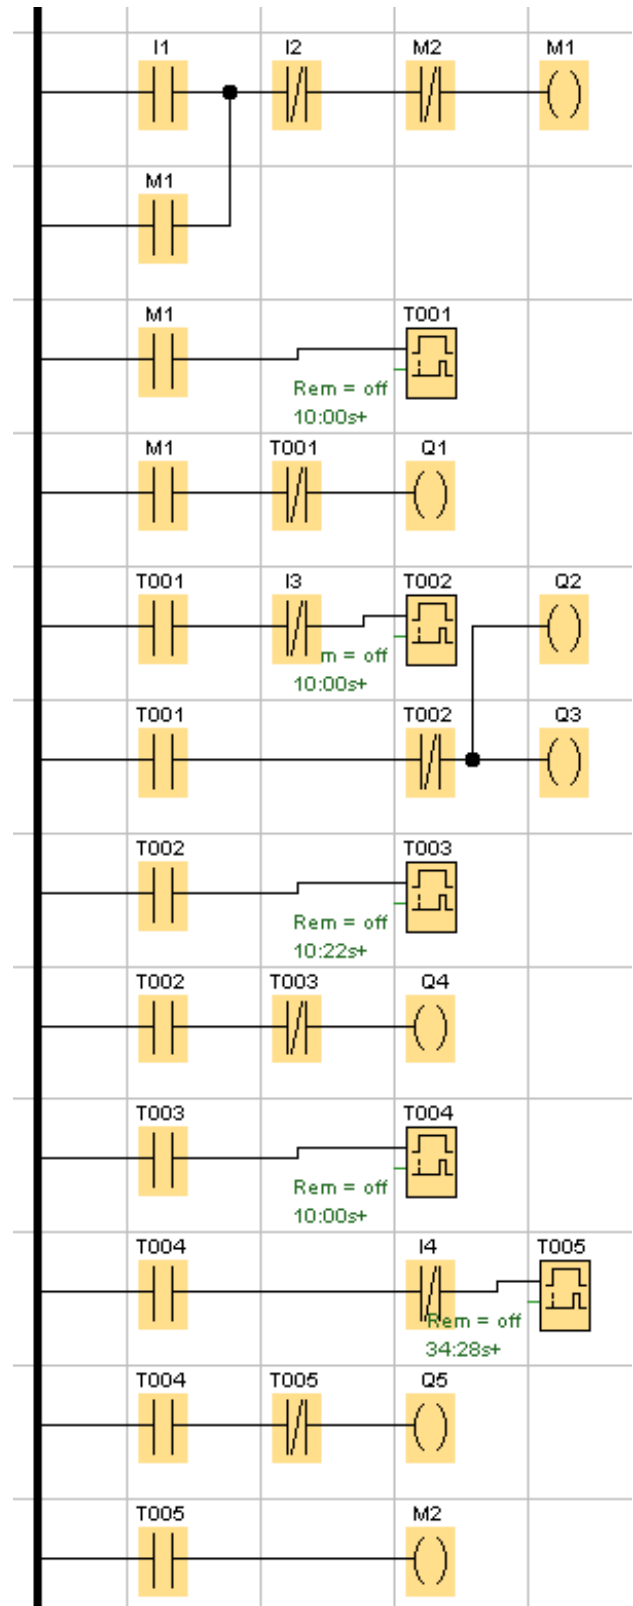 I1 I2 M2 M1
M1
M1 T001
Rem = off
10:00s+
M1 T001 Q1
T001 I3 T002 Q2
m = off
10:00s+
T001 T002 Q3
T002 T003
Rem = off
10:22s+
T002 T003 Q4
T003 T004
Rem = off
10:00s+
T004 I4 T005
Rem = off
34:28s+
T004 T005 Q5
T005 M2